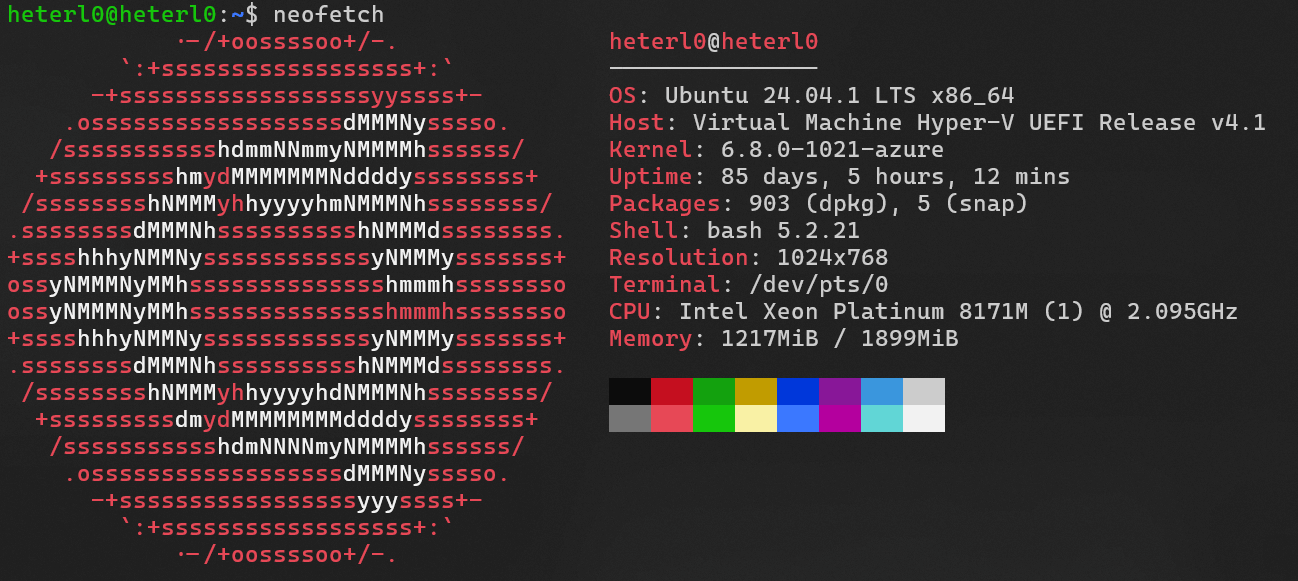 heterl0@heterl0:~$ neofetch
            .-/+oossssoo+/-.               heterl0@heterl0
        `:+ssssssssssssssssss+:`           ---------------
      -+ssssssssssssssssssyyssss+-         OS: Ubuntu 24.04.1 LTS x86_64
    .ossssssssssssssssssdMMMNysssso.       Host: Virtual Machine Hyper-V UEFI Release v4.1
   /ssssssssssshdmmNNmmyNMMMMhssssss/      Kernel: 6.8.0-1021-azure
  +ssssssssshmydMMMMMMMNddddyssssssss+     Uptime: 85 days, 5 hours, 12 mins
 /sssssssshNMMMyhhyyyyhmNMMMNhssssssss/    Packages: 903 (dpkg), 5 (snap)
.ssssssssdMMMNhsssssssssshNMMMdssssssss.   Shell: bash 5.2.21
+sssshhhyNMMNyssssssssssssyNMMMysssssss+   Resolution: 1024x768
ossyNMMMNyMMhsssssssssssssshmmmhssssssso   Terminal: /dev/pts/0
ossyNMMMNyMMhsssssssssssssshmmmhssssssso   CPU: Intel Xeon Platinum 8171M (1) @ 2.095GHz
+sssshhhyNMMNyssssssssssssyNMMMysssssss+   Memory: 1217MiB / 1899MiB
.ssssssssdMMMNhsssssssssshNMMMdssssssss.
 /sssssssshNMMMyhhyyyyhdNMMMNhssssssss/
  +sssssssssdmydMMMMMMMMddddyssssssss+
   /ssssssssssshdmNNNNmyNMMMMhssssss/
    .ossssssssssssssssssdMMMNysssso.
      -+sssssssssssssssssyyyssss+-
        `:+ssssssssssssssssss+:`
            .-/+oossssoo+/-.